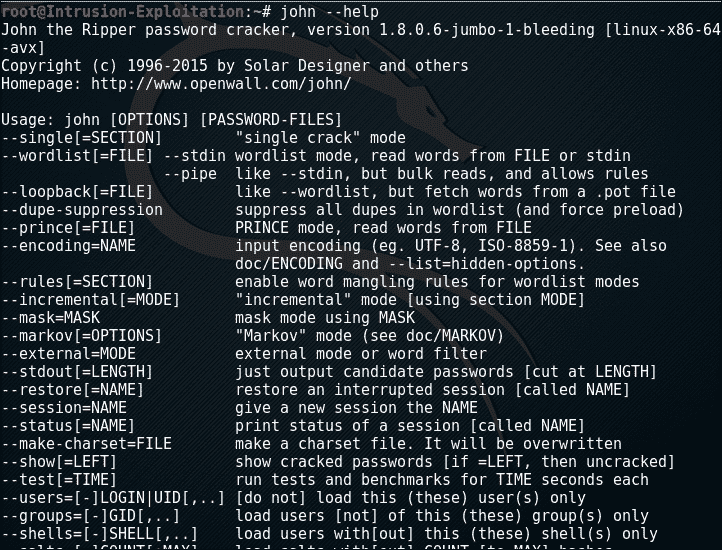 root@Intrusion-Exploitation:~# john --help
John the Ripper password cracker, version 1.8.0.6-jumbo-1-bleeding [linux-x86-64
-avx]
Copyright (c) 1996-2015 by Solar Designer and others
Homepage: http://www.openwall.com/john/

Usage: john [OPTIONS] [PASSWORD-FILES]
--single[=SECTION]        "single crack" mode
--wordlist[=FILE] --stdin wordlist mode, read words from FILE or stdin
                  --pipe  like --stdin, but bulk reads, and allows rules
--loopback[=FILE]         like --wordlist, but fetch words from a .pot file
--dupe-suppression        suppress all dupes in wordlist (and force preload)
--prince[=FILE]           PRINCE mode, read words from FILE
--encoding=NAME           input encoding (eg. UTF-8, ISO-8859-1). See also
                          doc/ENCODING and --list=hidden-options.
--rules[=SECTION]         enable word mangling rules for wordlist modes
--incremental[=MODE]      "incremental" mode [using section MODE]
--mask=MASK               mask mode using MASK
--markov[=OPTIONS]        "Markov" mode (see doc/MARKOV)
--external=MODE           external mode or word filter
--stdout[=LENGTH]         just output candidate passwords [cut at LENGTH]
--restore[=NAME]          restore an interrupted session [called NAME]
--session=NAME            give a new session the NAME
--status[=NAME]           print status of a session [called NAME]
--make-charset=FILE       make a charset file. It will be overwritten
--show[=LEFT]             show cracked passwords [if =LEFT, then uncracked]
--test[=TIME]             run tests and benchmarks for TIME seconds each
--users=[-]LOGIN|UID[,..] [do not] load this (these) user(s) only
--groups=[-]GID[,..]      load users [not] of this (these) group(s) only
--shells=[-]SHELL[,..]    load users with[out] this (these) shell(s) only